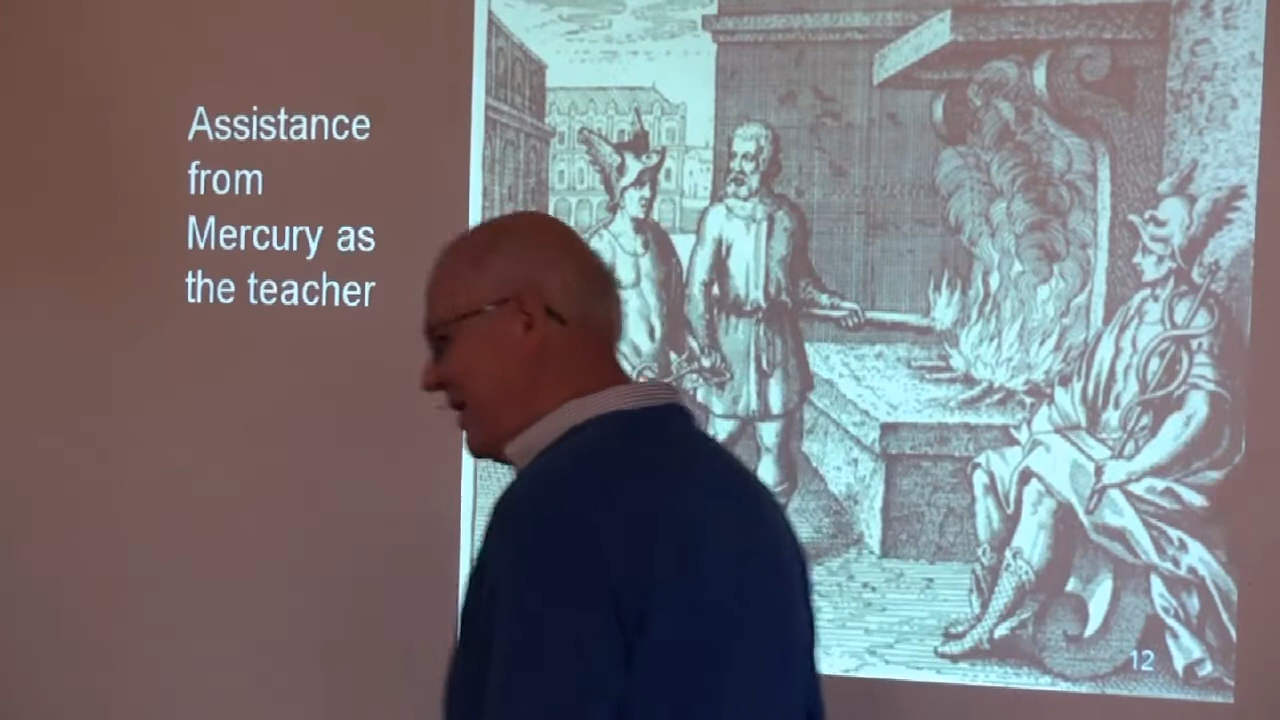 Assistance
from
Mercury as
the teacher
12